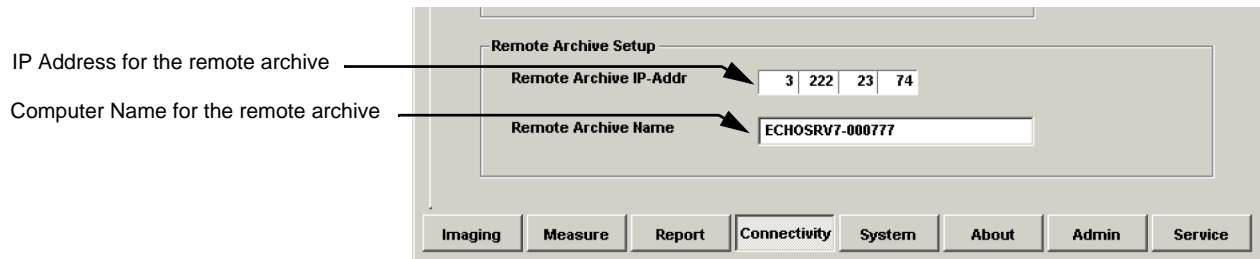 Remote Archive Setup
IP Address for the remote archive
Remote Archive IP-Addr 3 222 23 74
Computer Name for the remote archive
Remote Archive Name ECHOSRV7-000777
Imaging Measure Report Connectivity System About Admin Service